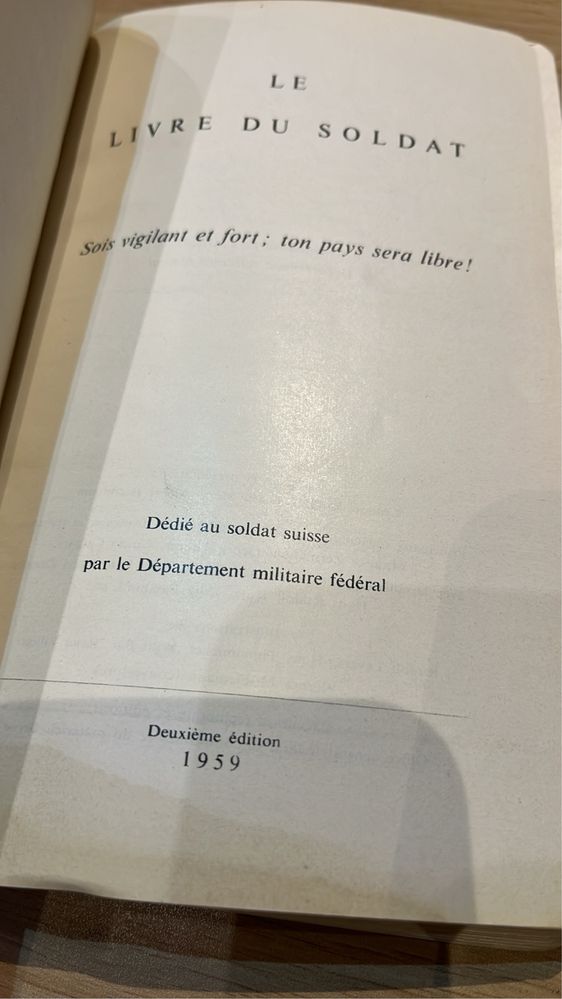 LE
LIVRE DU SOLDAT
Sois vigilant et fort; ton pays sera libre!
Dédié au soldat suisse
par le Département militaire fédéral
Deuxième édition
1959